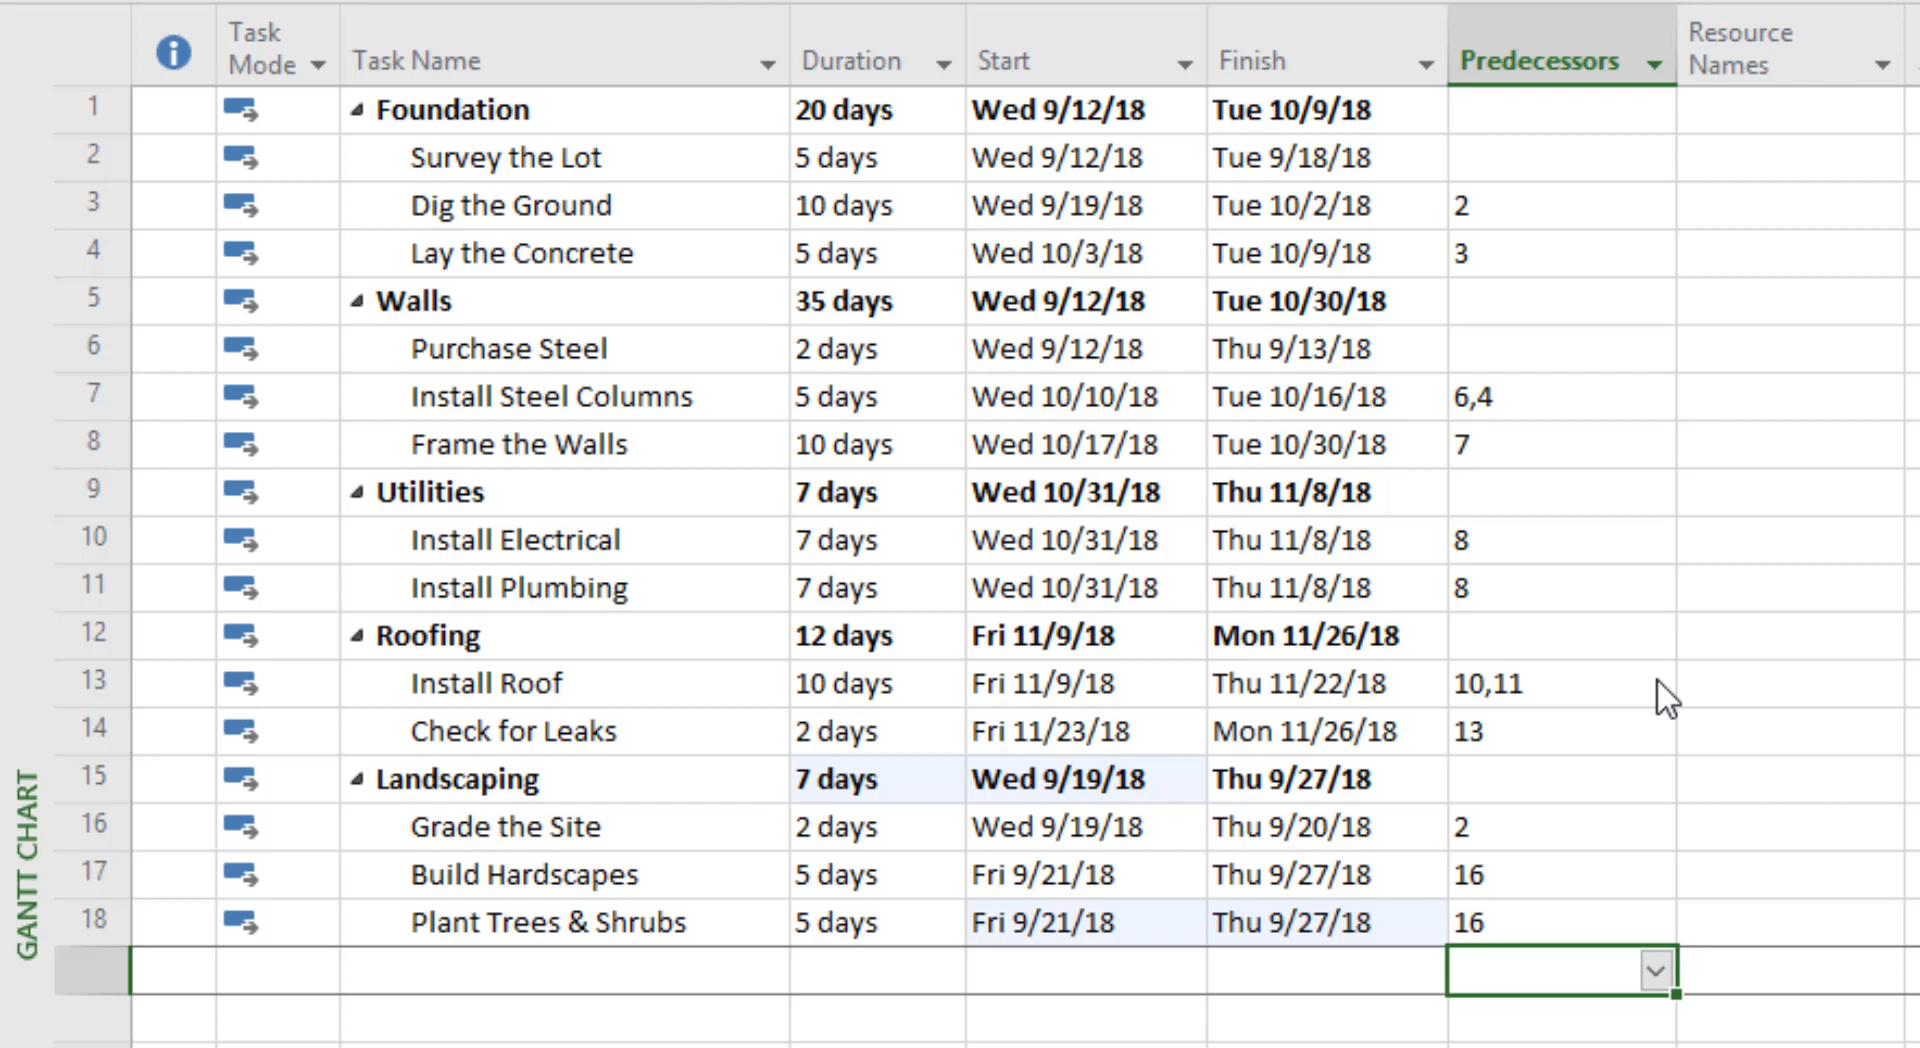 Task Mode Task Name Duration Start Finish Predecessors Resource Names
1 Foundation 20 days Wed 9/12/18 Tue 10/9/18
2 Survey the Lot 5 days Wed 9/12/18 Tue 9/18/18
3 Dig the Ground 10 days Wed 9/19/18 Tue 10/2/18 2
4 Lay the Concrete 5 days Wed 10/3/18 Tue 10/9/18 3
5 Walls 35 days Wed 9/12/18 Tue 10/30/18
6 Purchase Steel 2 days Wed 9/12/18 Thu 9/13/18
7 Install Steel Columns 5 days Wed 10/10/18 Tue 10/16/18 6,4
8 Frame the Walls 10 days Wed 10/17/18 Tue 10/30/18 7
9 Utilities 7 days Wed 10/31/18 Thu 11/8/18
10 Install Electrical 7 days Wed 10/31/18 Thu 11/8/18 8
11 Install Plumbing 7 days Wed 10/31/18 Thu 11/8/18 8
12 Roofing 12 days Fri 11/9/18 Mon 11/26/18
13 Install Roof 10 days Fri 11/9/18 Thu 11/22/18 10,11
14 Check for Leaks 2 days Fri 11/23/18 Mon 11/26/18 13
15 Landscaping 7 days Wed 9/19/18 Thu 9/27/18
16 Grade the Site 2 days Wed 9/19/18 Thu 9/20/18 2
17 Build Hardscapes 5 days Fri 9/21/18 Thu 9/27/18 16
18 Plant Trees & Shrubs 5 days Fri 9/21/18 Thu 9/27/18 16
GANTT CHART